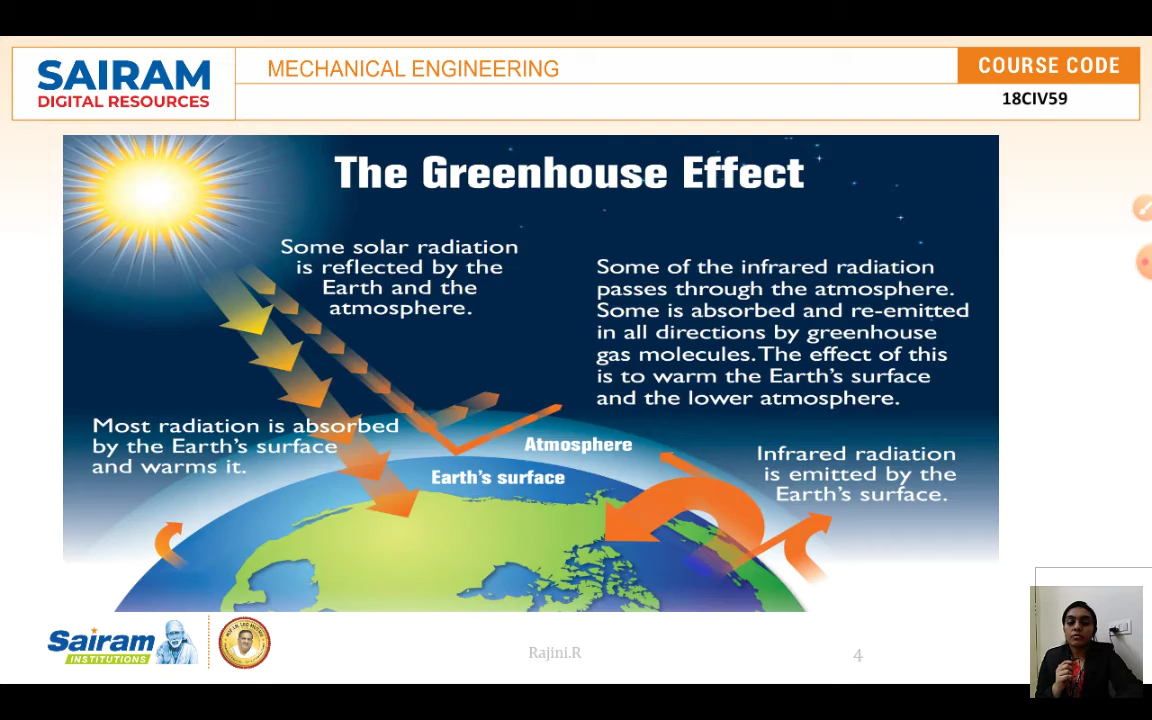 SAIRAM
DIGITAL RESOURCES
MECHANICAL ENGINEERING
COURSE CODE
18CIV59
The Greenhouse Effect
Some solar radiation
is reflected by the
Earth and the
atmosphere.
Some of the infrared radiation
passes through the atmosphere.
Some is absorbed and re-emitted
in all directions by greenhouse
gas molecules. The effect of this
is to warm the Earth's surface
and the lower atmosphere.
Most radiation is absorbed
by the Earth's surface
and warms it.
Atmosphere
Earth's surface
Infrared radiation
is emitted by the
Earth's surface.
Sairam
INSTITUTIONS
Rajini.R
4